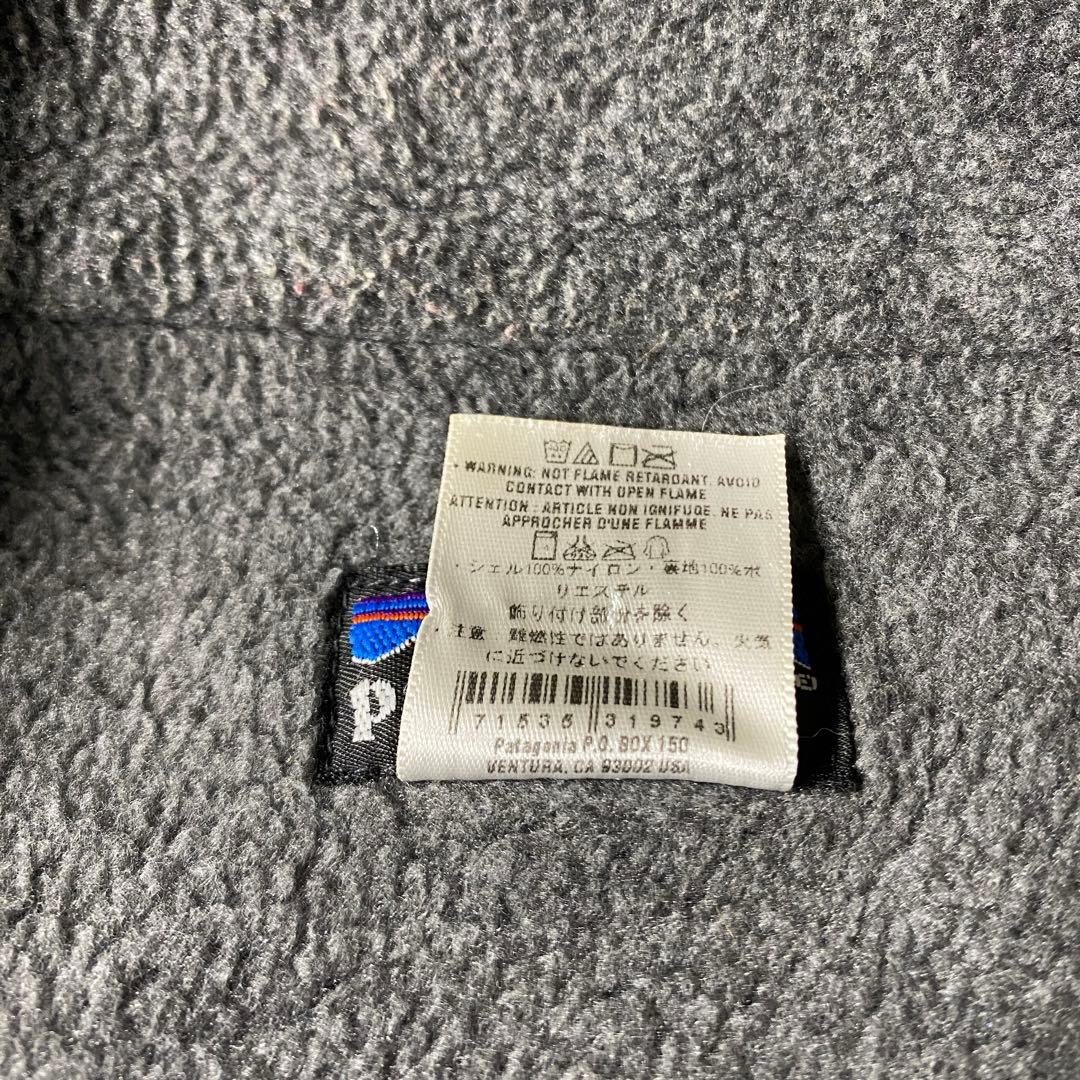 · WARNING: NOT FLAME RETARDANT. AVOID
CONTACT WITH OPEN FLAME
ATTENTION : ARTICLE NON IGNIFUGE. NE PAS
APPROCHER D'UNE FLAMME
· シェル100%ナイロン・裏地100%ポ
リエステル
飾り付け部分を除く
· 注意 難燃性ではありません。火気
に近づけないでください
71535 319743
Patagonia P.O. BOX 150
VENTURA, CA 93002 USA
P